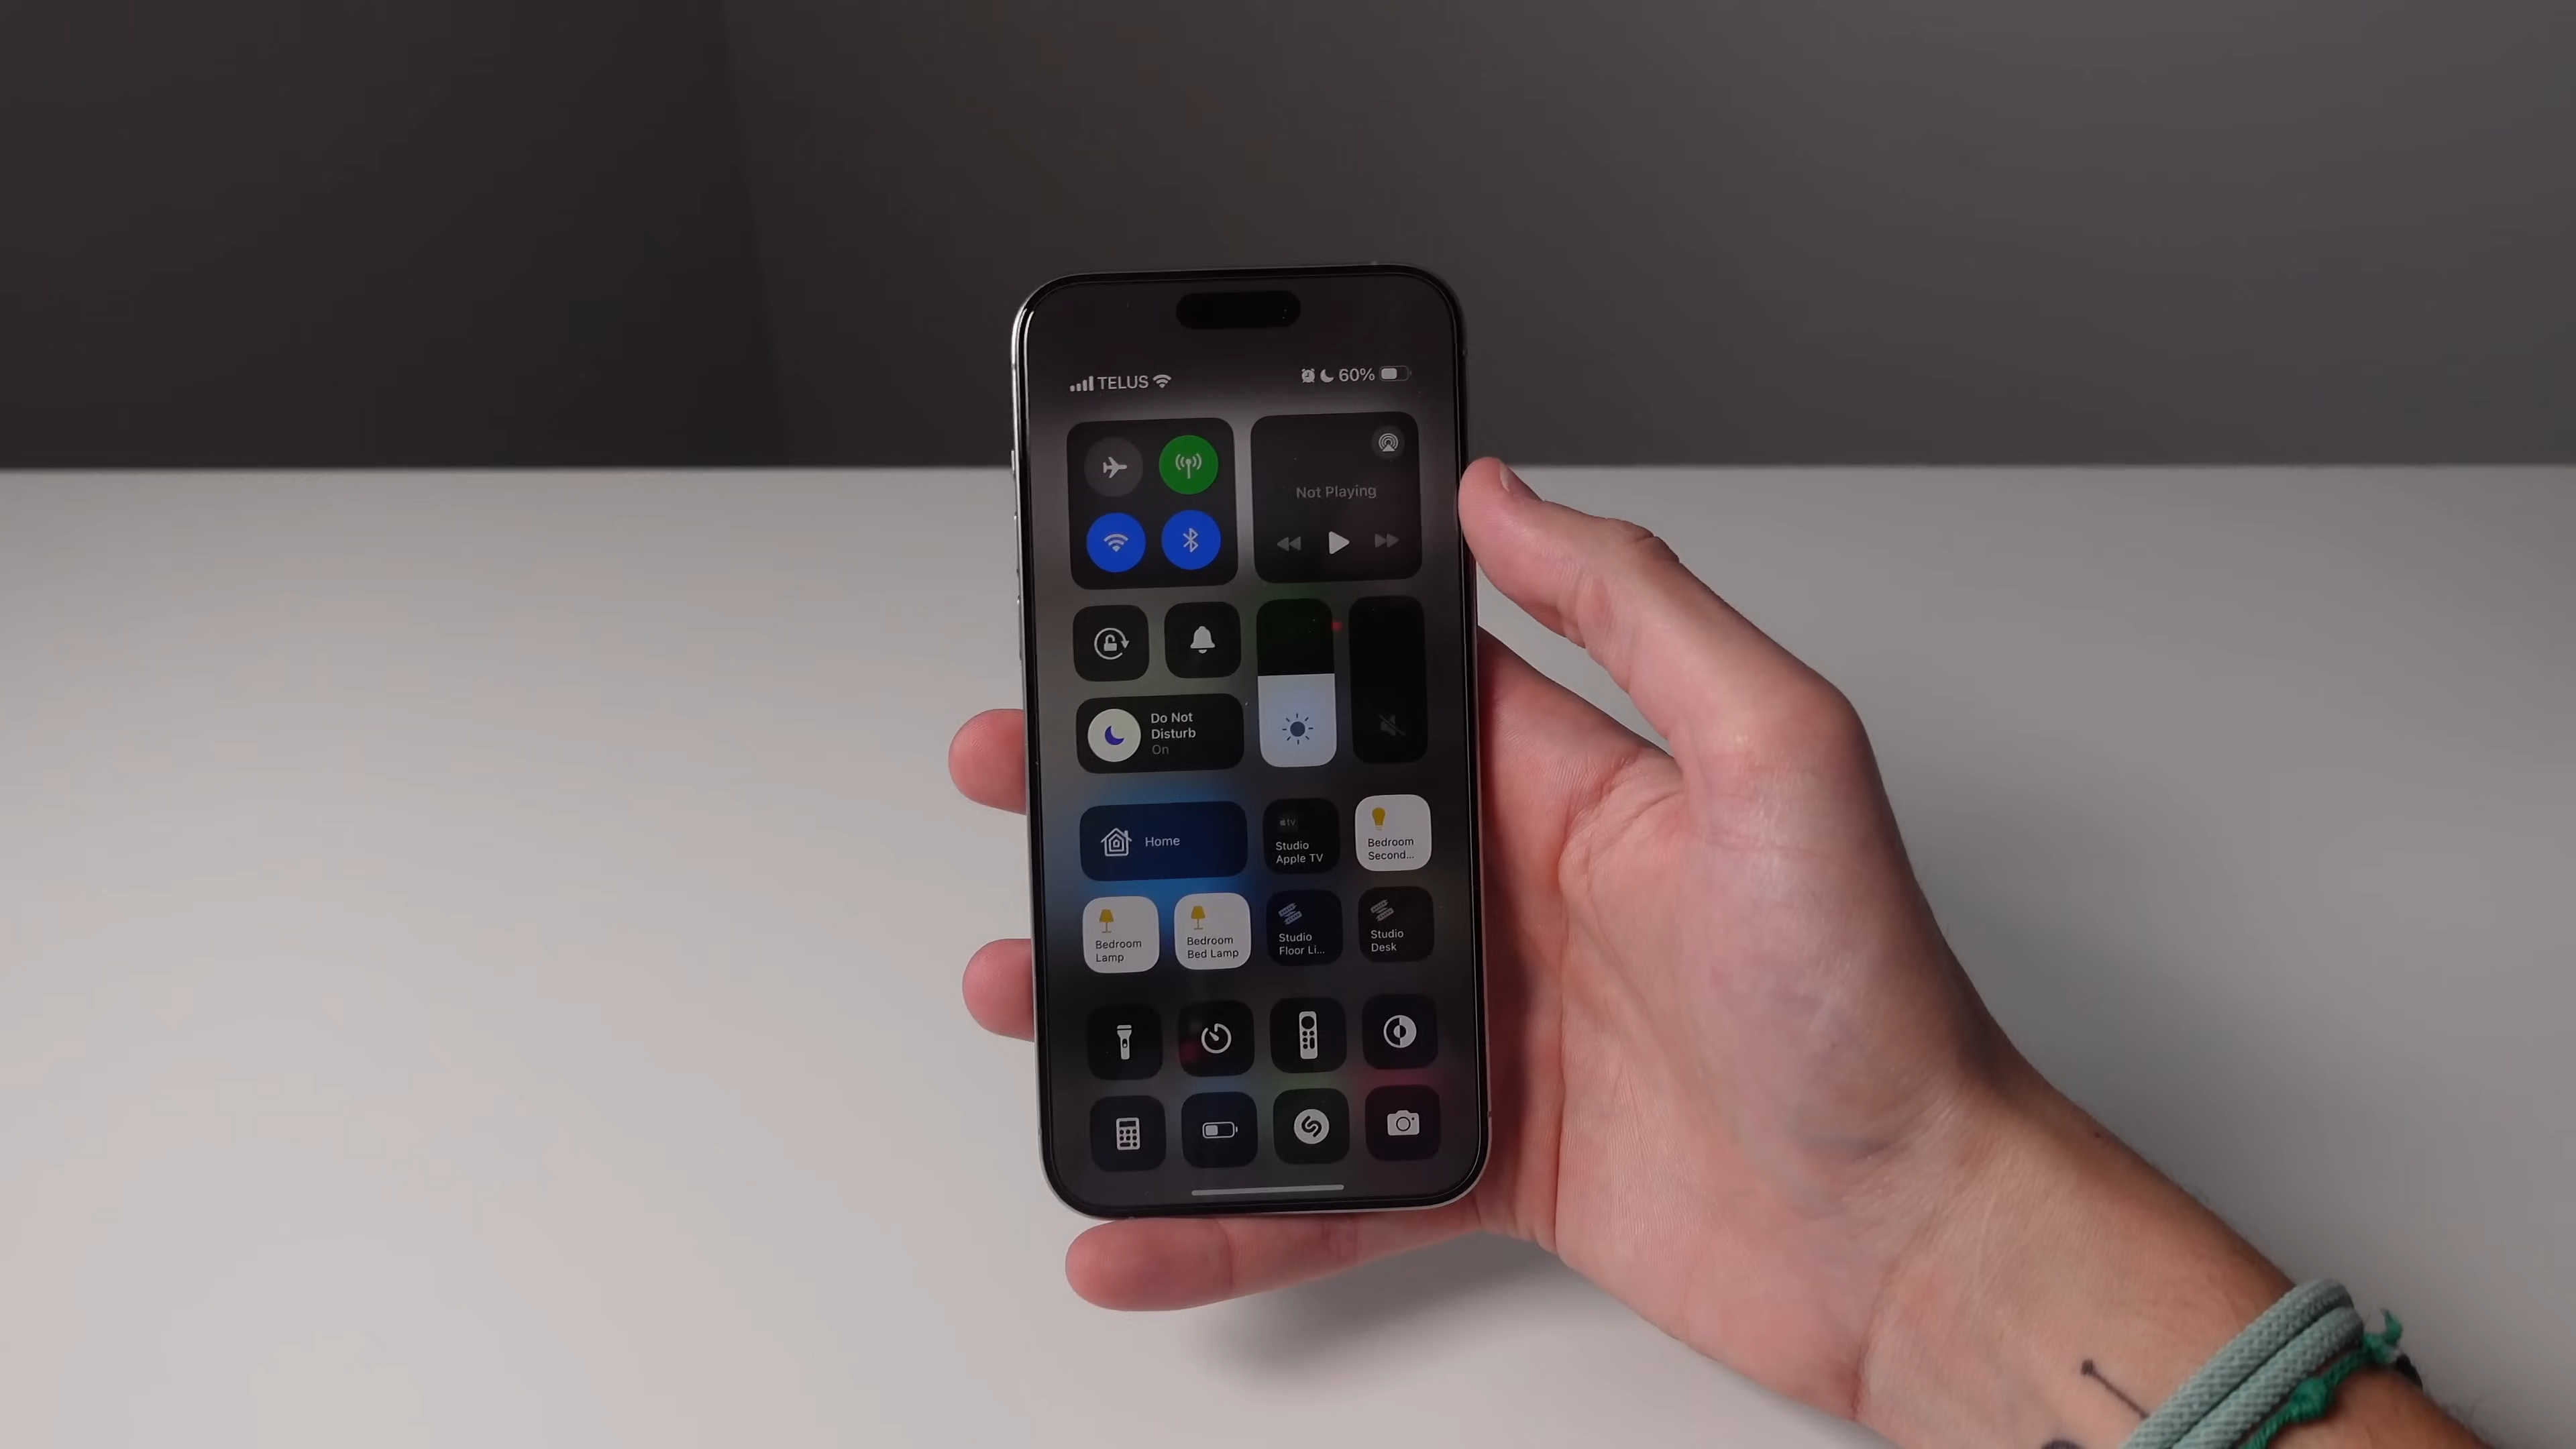 TELUS
60%
Not Playing
Do Not
Disturb
On
Home
tv
Studio
Apple TV
Bedroom
Second...
Bedroom
Lamp
Bedroom
Bed Lamp
Studio
Floor Li...
Studio
Desk